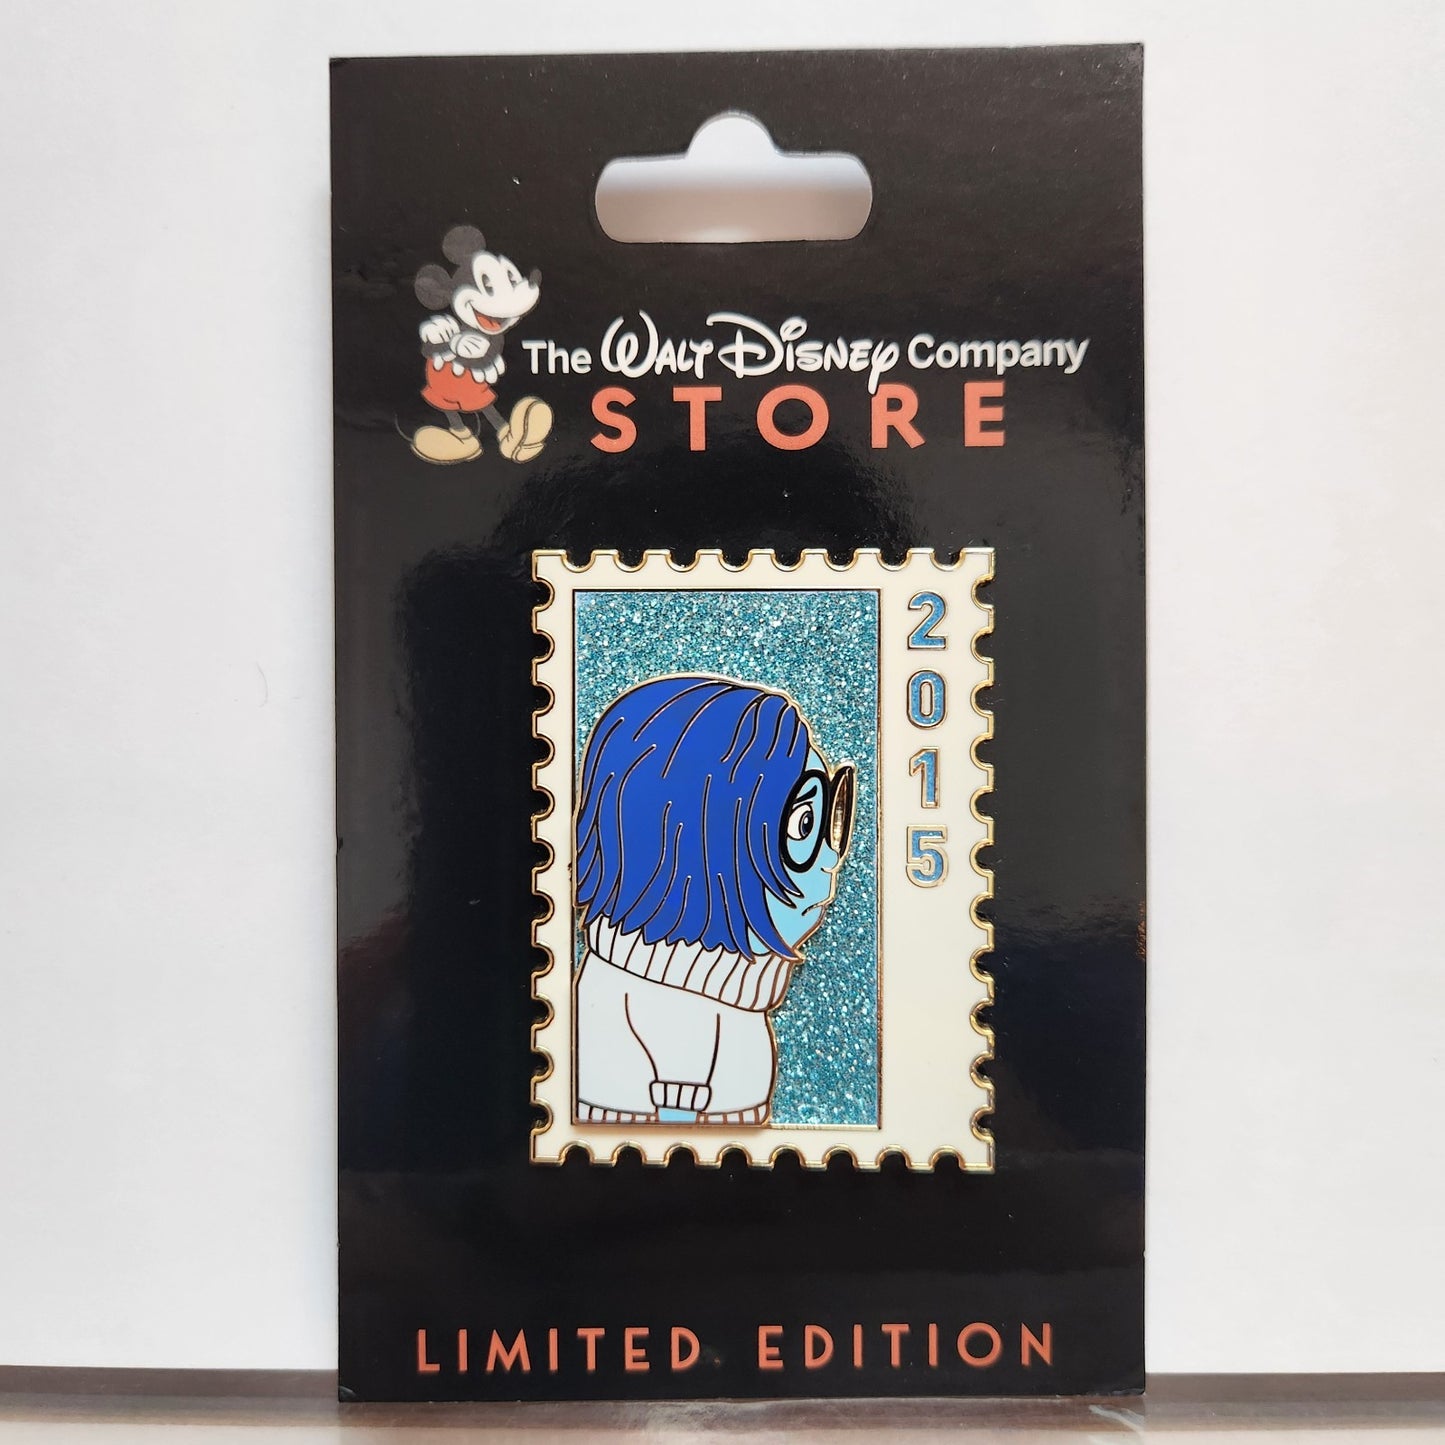 The Walt Disney Company
STORE
2015
LIMITED EDITION